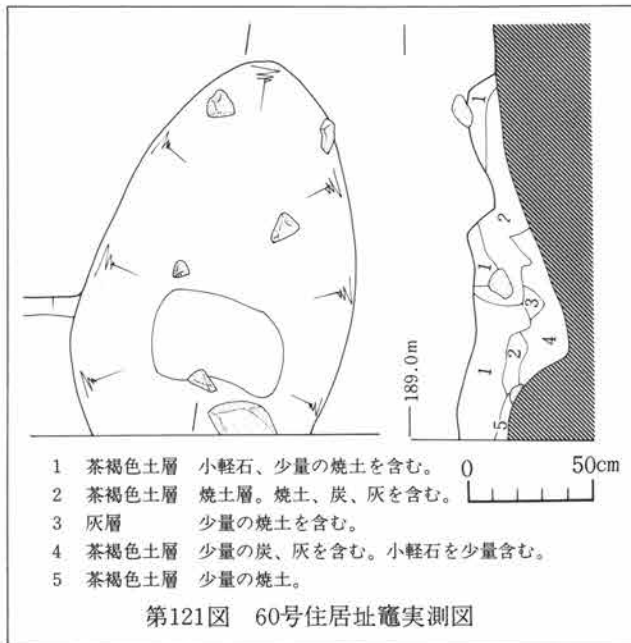 1
2
1
3
2
4
1
5
189.0m
0 50cm
1 茶褐色土層 小軽石、少量の焼土を含む。
2 茶褐色土層 焼土層。焼土、炭、灰を含む。
3 灰層 少量の焼土を含む。
4 茶褐色土層 少量の炭、灰を含む。小軽石を少量含む。
5 茶褐色土層 少量の焼土。
第121図 60号住居址竈実測図